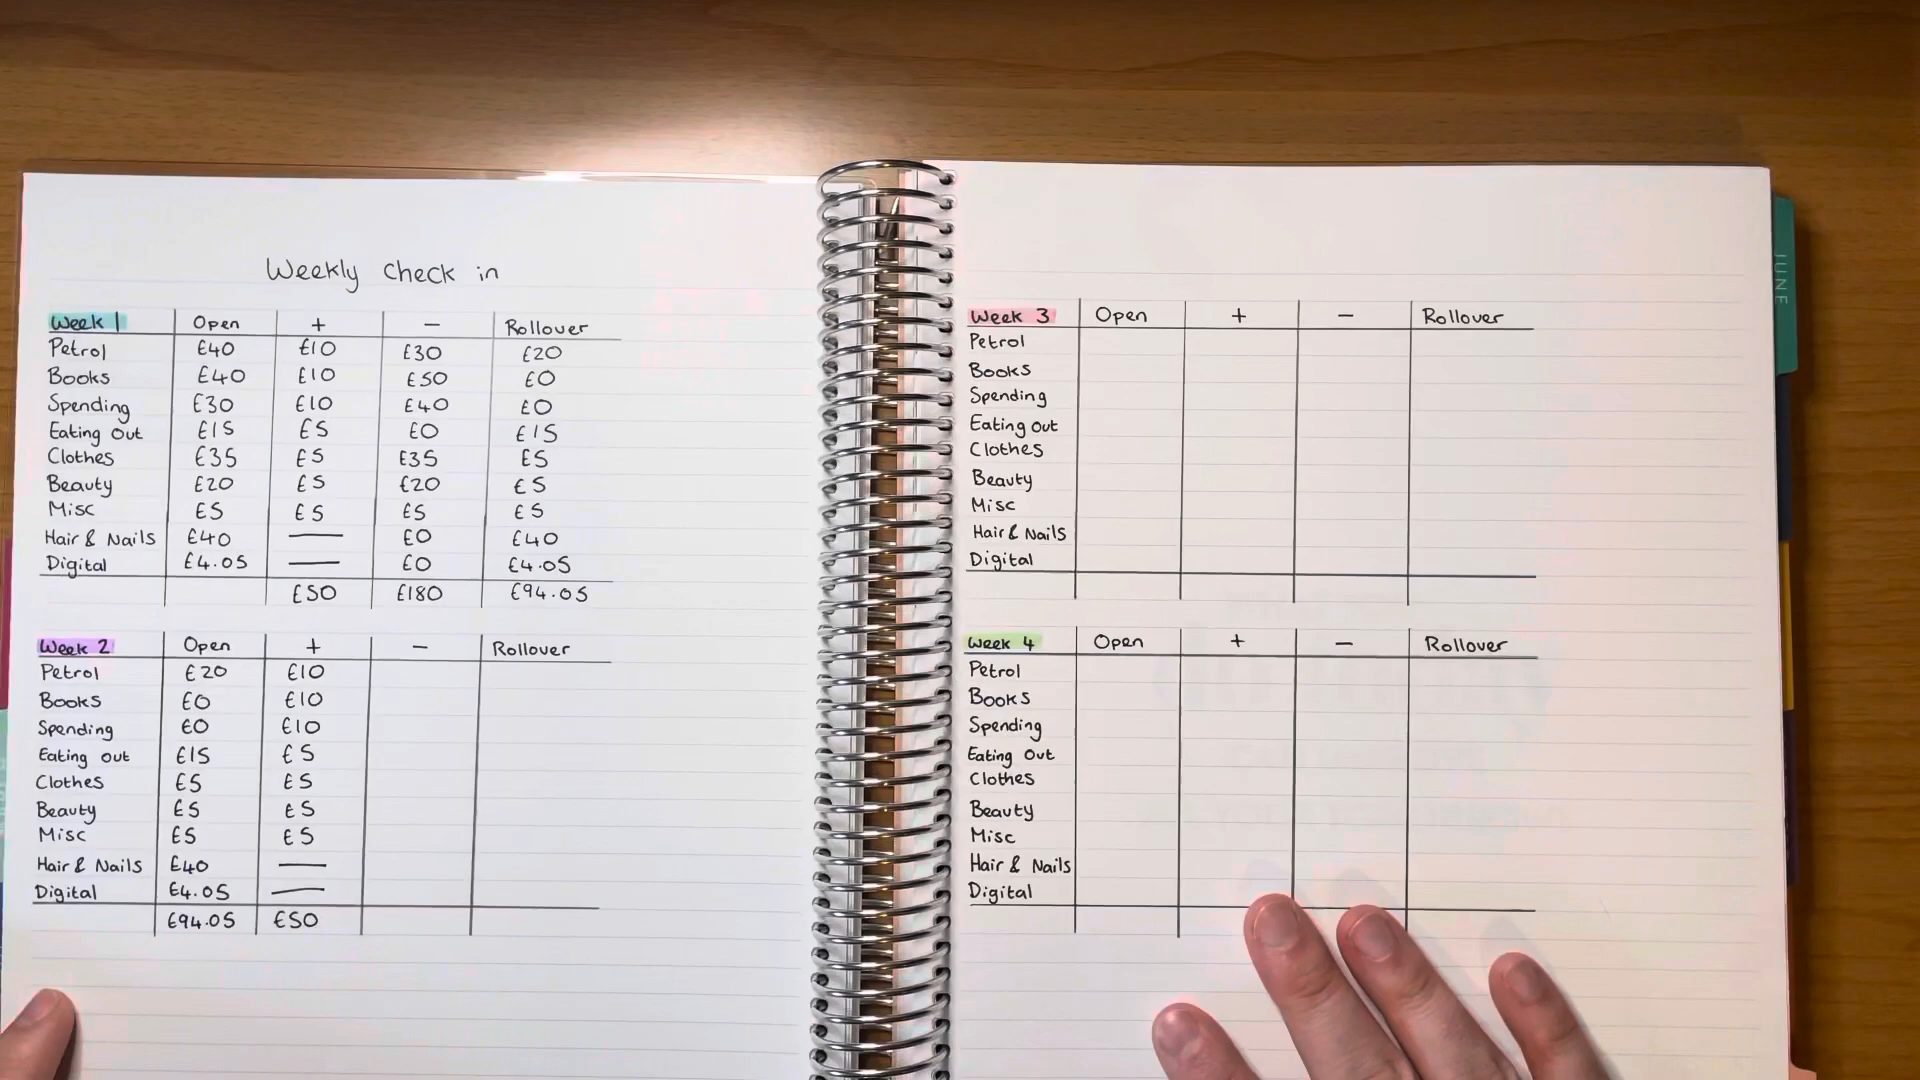 Weekly Check in
Week 1 Open + − Rollover
Petrol £40 £10 £30 £20
Books £40 £10 £50 £0
Spending £30 £10 £40 £0
Eating Out £15 £5 £0 £15
Clothes £35 £5 £35 £5
Beauty £20 £5 £20 £5
Misc £5 £5 £5 £5
Hair & Nails £40 — £0 £40
Digital £4.05 — £0 £4.05
£50 £180 £94.05
Week 2 Open + − Rollover
Petrol £20 £10
Books £0 £10
Spending £0 £10
Eating out £15 £5
Clothes £5 £5
Beauty £5 £5
Misc £5 £5
Hair & Nails £40 —
Digital £4.05 —
£94.05 £50
Week 3 Open + − Rollover
Petrol
Books
Spending
Eating out
Clothes
Beauty
Misc
Hair & Nails
Digital
Week 4 Open + − Rollover
Petrol
Books
Spending
Eating Out
Clothes
Beauty
Misc
Hair & Nails
Digital
JUNE